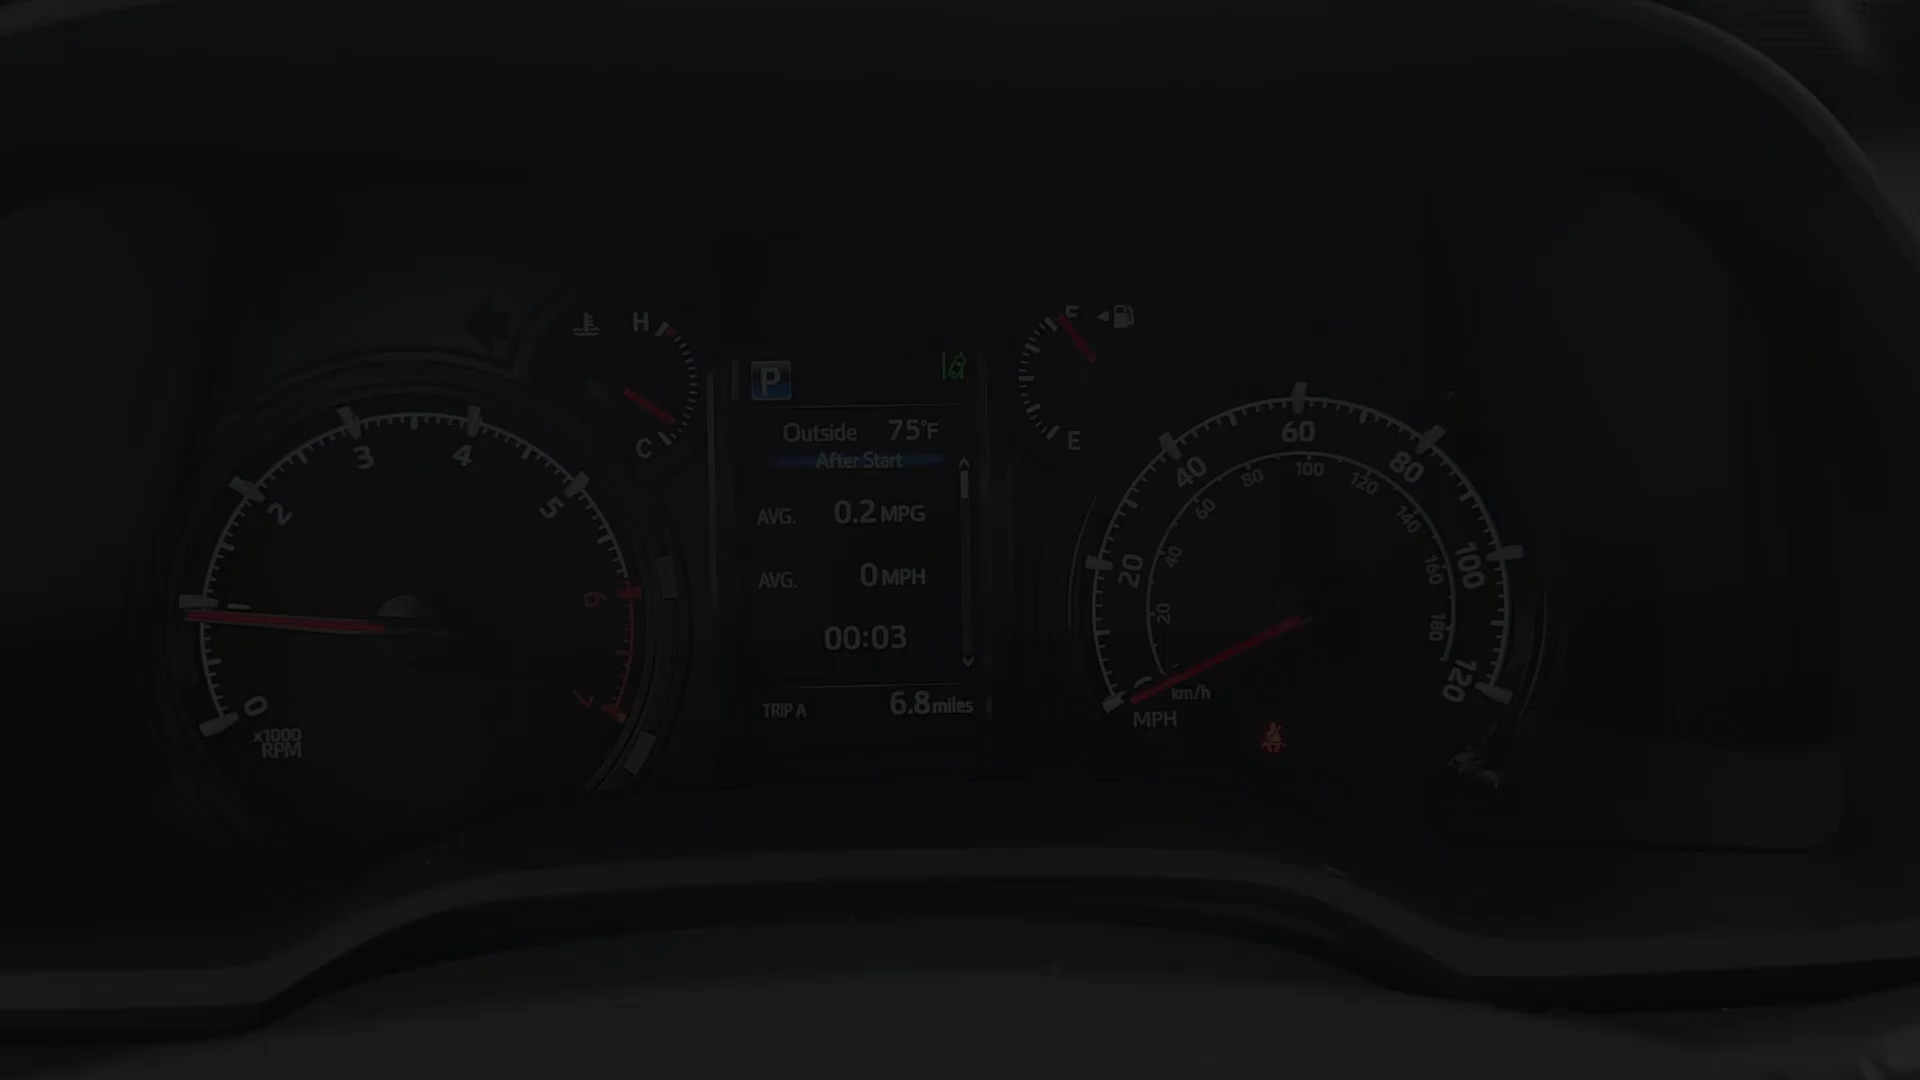 H
C
3
4
2
5
6
7
0
x1000
RPM
P
Outside 75°F
After Start
AVG. 0.2 MPG
AVG. 0 MPH
00:03
TRIP A 6.8 miles
F
E
20
40
60
80
100
120
20
40
60
80
100
120
140
160
180
km/h
MPH